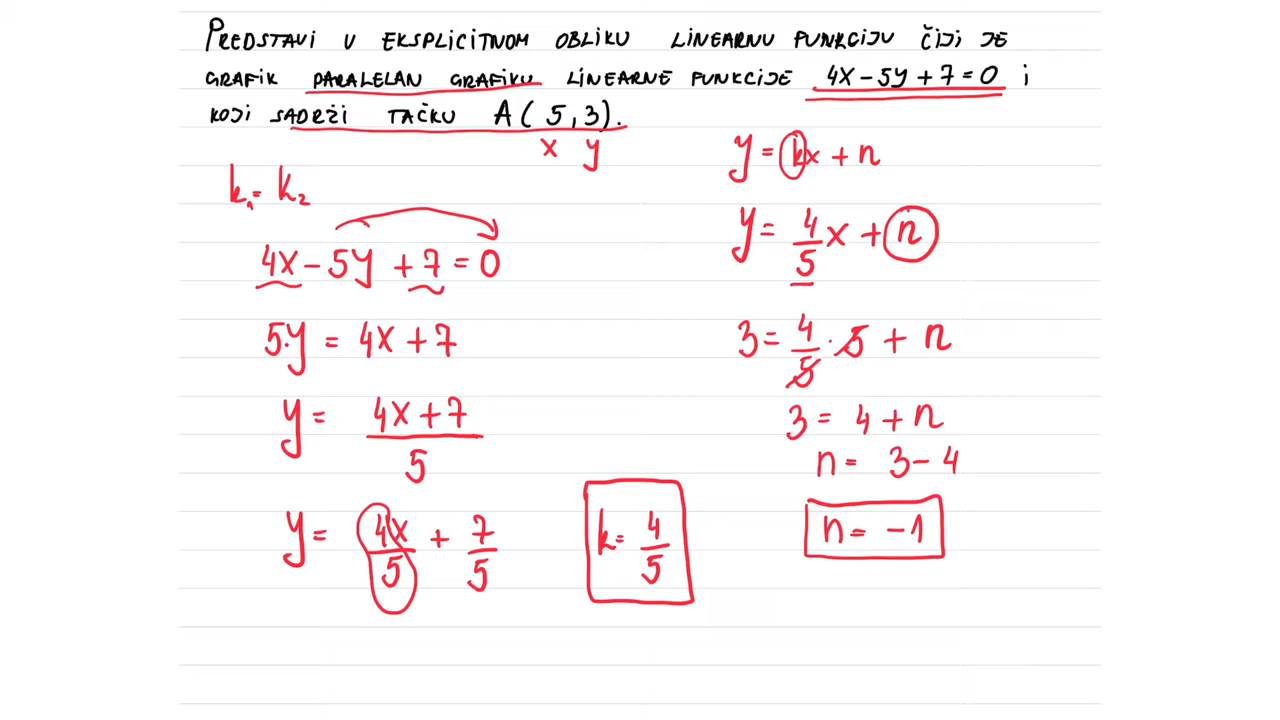 PREDSTAVI U EKSPLICITNOM OBLIKU LINEARNU FUNKCIJU ČIJI JE
GRAFIK PARALELAN GRAFIKU LINEARNE FUNKCIJE 4X-5Y+7=0 i
KOJI SADRŽI TAČKU A(5,3).
x y
k₁=k₂
4x-5y+7=0
5·y=4x+7
y=(4x+7)/5
y=4x/5+7/5
k=4/5
y=kx+n
y=4/5x+n
3=4/5·5+n
3=4+n
n=3-4
n=-1